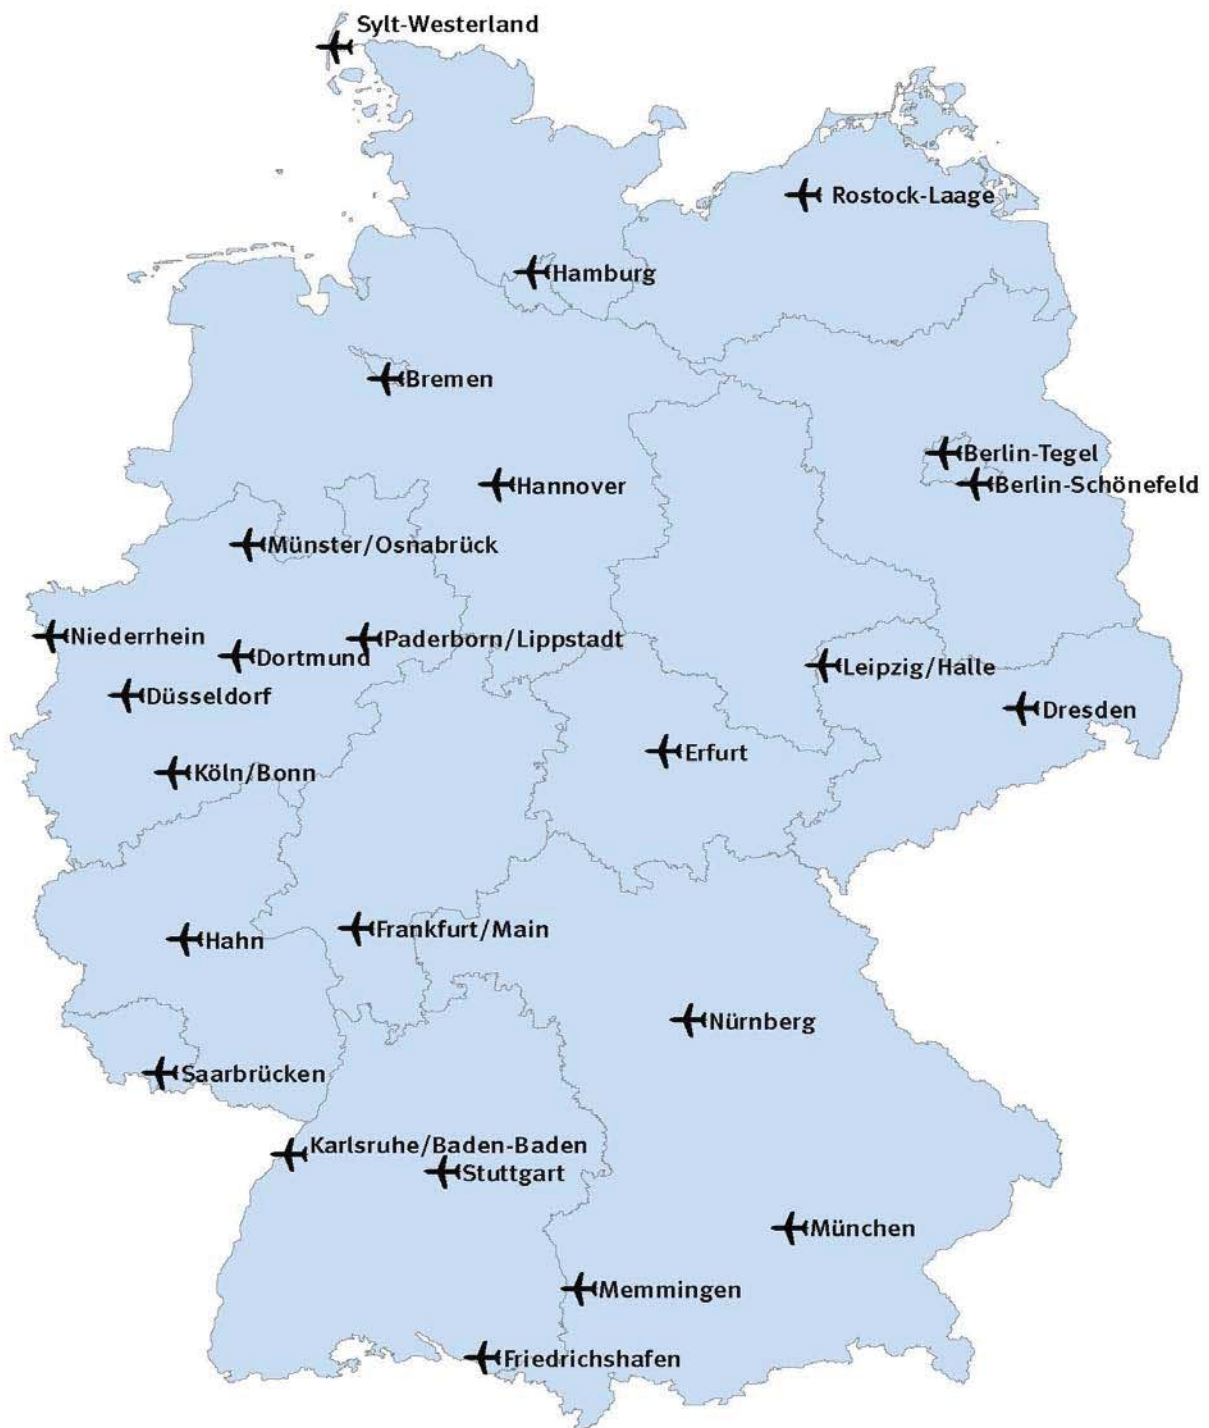 Sylt-Westerland
Rostock-Laage
Hamburg
Bremen
Berlin-Tegel
Berlin-Schönefeld
Hannover
Münster/Osnabrück
Niederrhein
Paderborn/Lippstadt
Dortmund
Leipzig/Halle
Düsseldorf
Dresden
Erfurt
Köln/Bonn
Frankfurt/Main
Hahn
Nürnberg
Saarbrücken
Karlsruhe/Baden-Baden
Stuttgart
München
Memmingen
Friedrichshafen